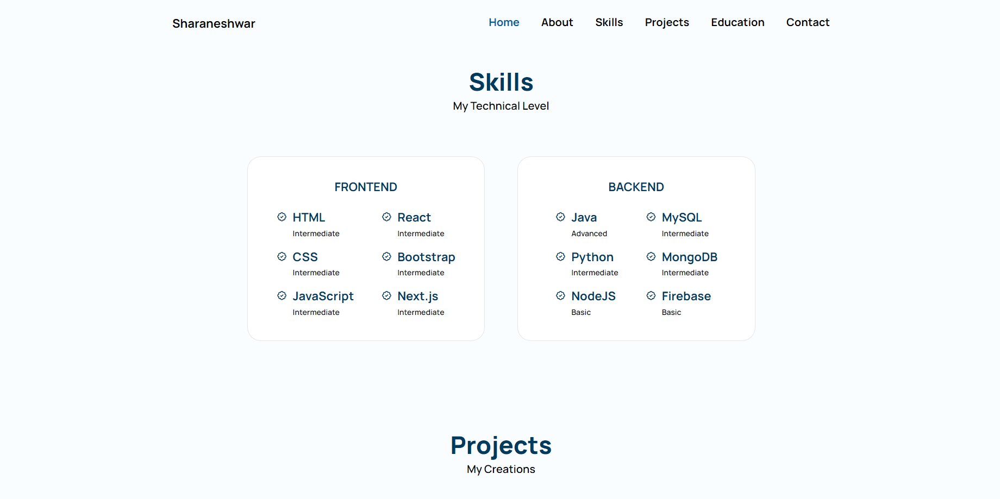 Sharaneshwar
Home About Skills Projects Education Contact
Skills
My Technical Level
FRONTEND
HTML
Intermediate
React
Intermediate
CSS
Intermediate
Bootstrap
Intermediate
JavaScript
Intermediate
Next.js
Intermediate
BACKEND
Java
Advanced
MySQL
Intermediate
Python
Intermediate
MongoDB
Intermediate
NodeJS
Basic
Firebase
Basic
Projects
My Creations